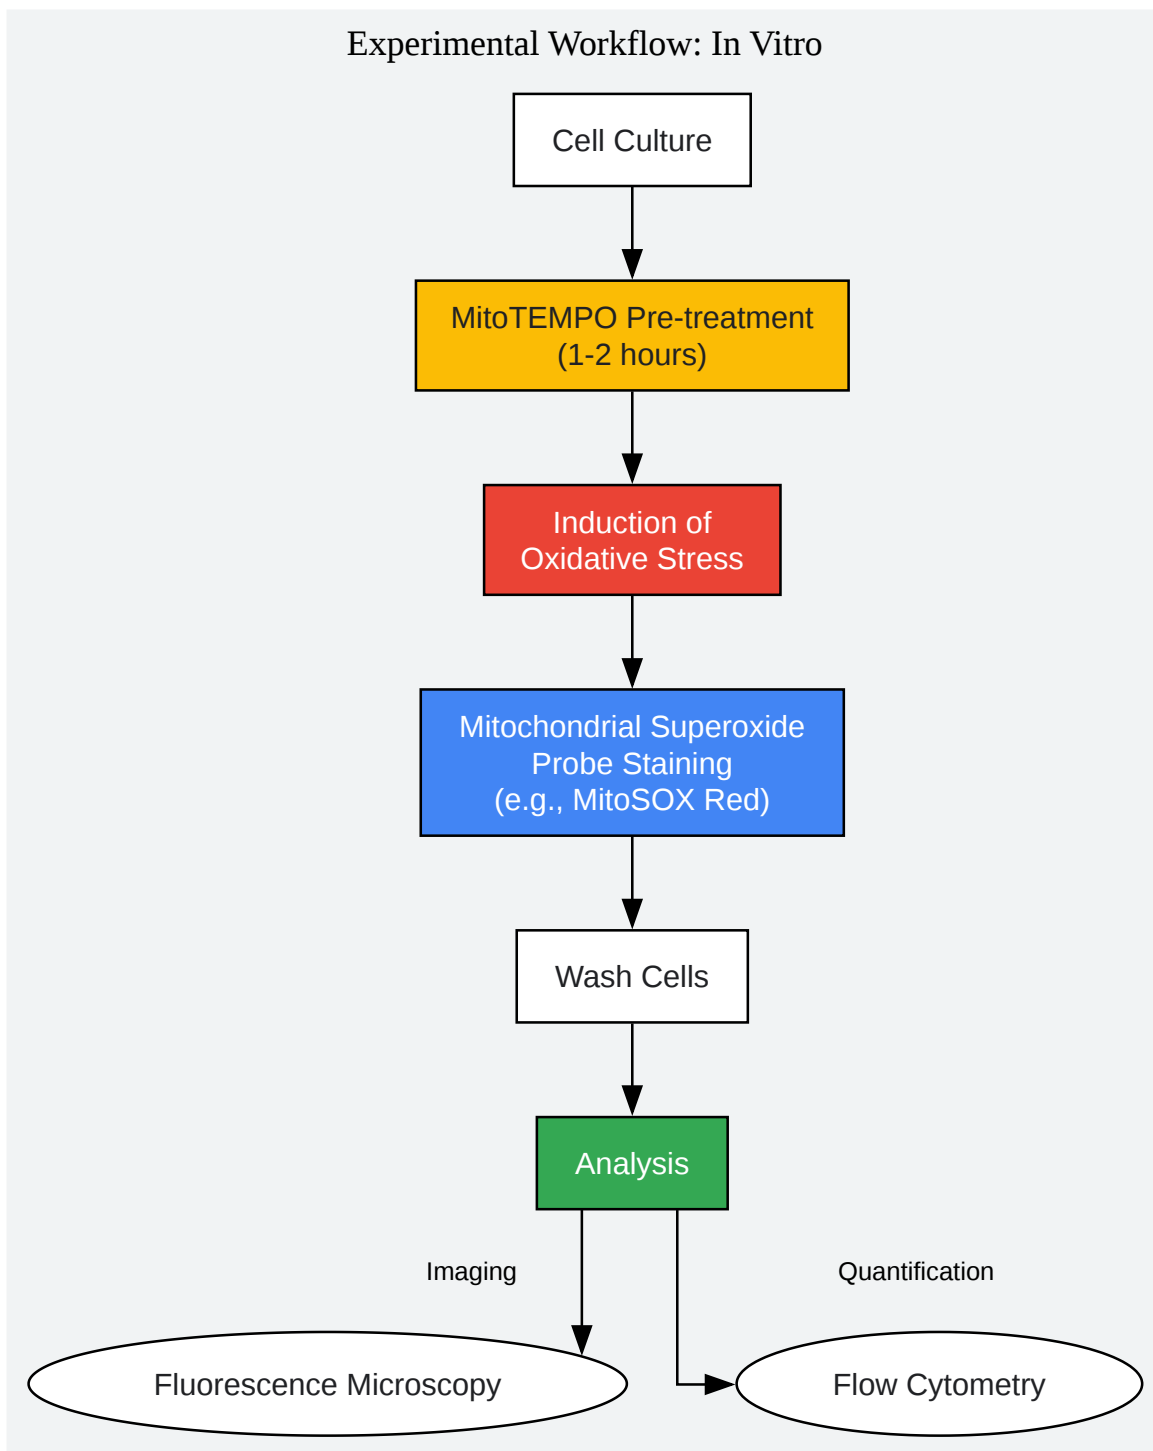 Experimental Workflow: In Vitro
Cell Culture
MitoTEMPO Pre-treatment
(1-2 hours)
Induction of
Oxidative Stress
Mitochondrial Superoxide
Probe Staining
(e.g., MitoSOX Red)
Wash Cells
Analysis
Imaging
Quantification
Fluorescence Microscopy
Flow Cytometry